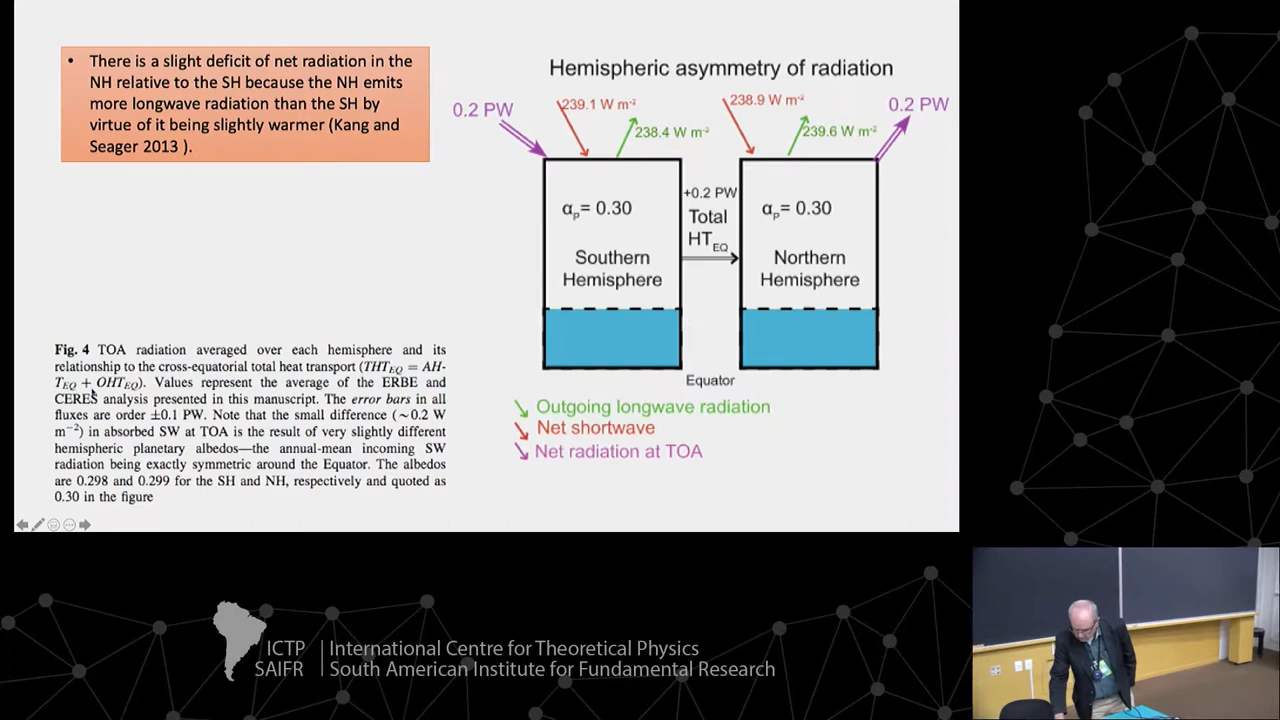 • There is a slight deficit of net radiation in the
NH relative to the SH because the NH emits
more longwave radiation than the SH by
virtue of it being slightly warmer (Kang and
Seager 2013 ).
Hemispheric asymmetry of radiation
0.2 PW
239.1 W m-2
238.4 W m-2
238.9 W m-2
239.6 W m-2
0.2 PW
αp= 0.30
Southern
Hemisphere
+0.2 PW
Total
HTEQ
αp= 0.30
Northern
Hemisphere
Equator
Outgoing longwave radiation
Net shortwave
Net radiation at TOA
Fig. 4 TOA radiation averaged over each hemisphere and its
relationship to the cross-equatorial total heat transport (THTEQ = AH-
TEQ + OHTEQ). Values represent the average of the ERBE and
CERES analysis presented in this manuscript. The error bars in all
fluxes are order ±0.1 PW. Note that the small difference (~0.2 W
m−2) in absorbed SW at TOA is the result of very slightly different
hemispheric planetary albedos—the annual-mean incoming SW
radiation being exactly symmetric around the Equator. The albedos
are 0.298 and 0.299 for the SH and NH, respectively and quoted as
0.30 in the figure
ICTP
SAIFR
International Centre for Theoretical Physics
South American Institute for Fundamental Research